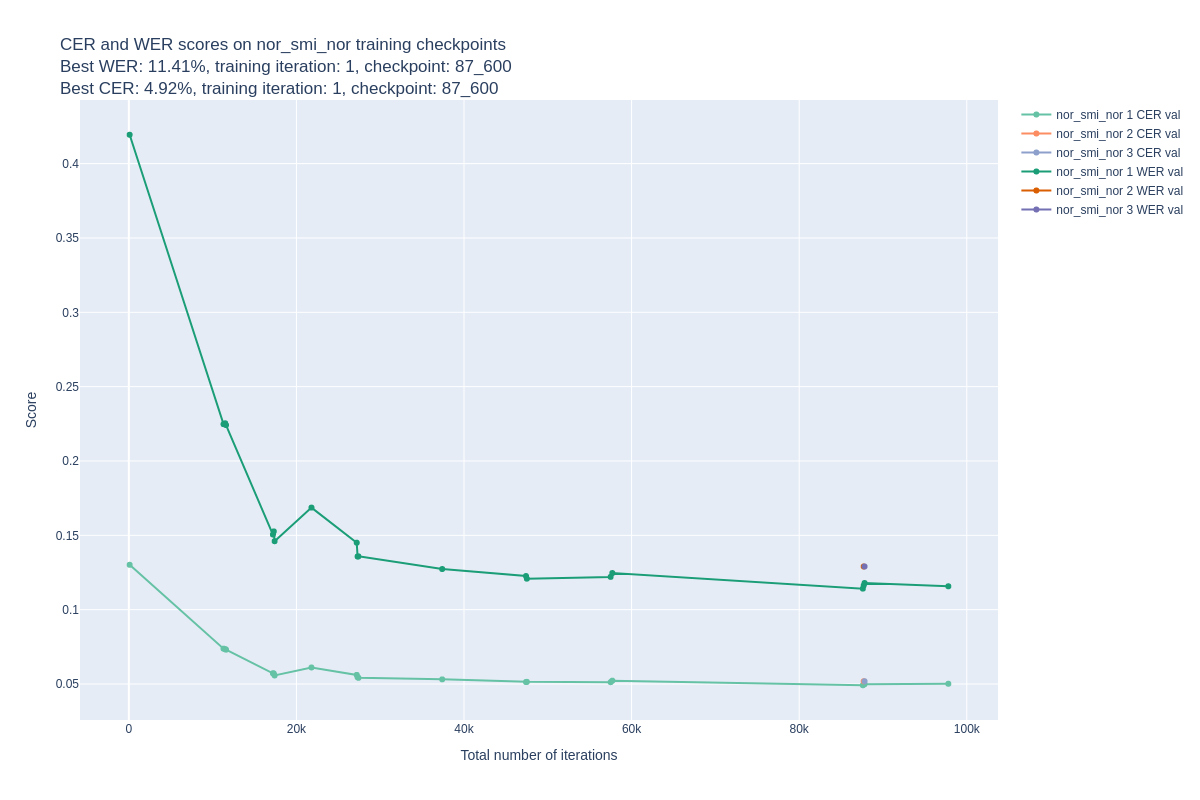 CER and WER scores on nor_smi_nor training checkpoints
Best WER: 11.41%, training iteration: 1, checkpoint: 87_600
Best CER: 4.92%, training iteration: 1, checkpoint: 87_600
nor_smi_nor 1 CER val
nor_smi_nor 2 CER val
nor_smi_nor 3 CER val
nor_smi_nor 1 WER val
nor_smi_nor 2 WER val
nor_smi_nor 3 WER val
Score
0.4
0.35
0.3
0.25
0.2
0.15
0.1
0.05
0
20k
40k
60k
80k
100k
Total number of iterations